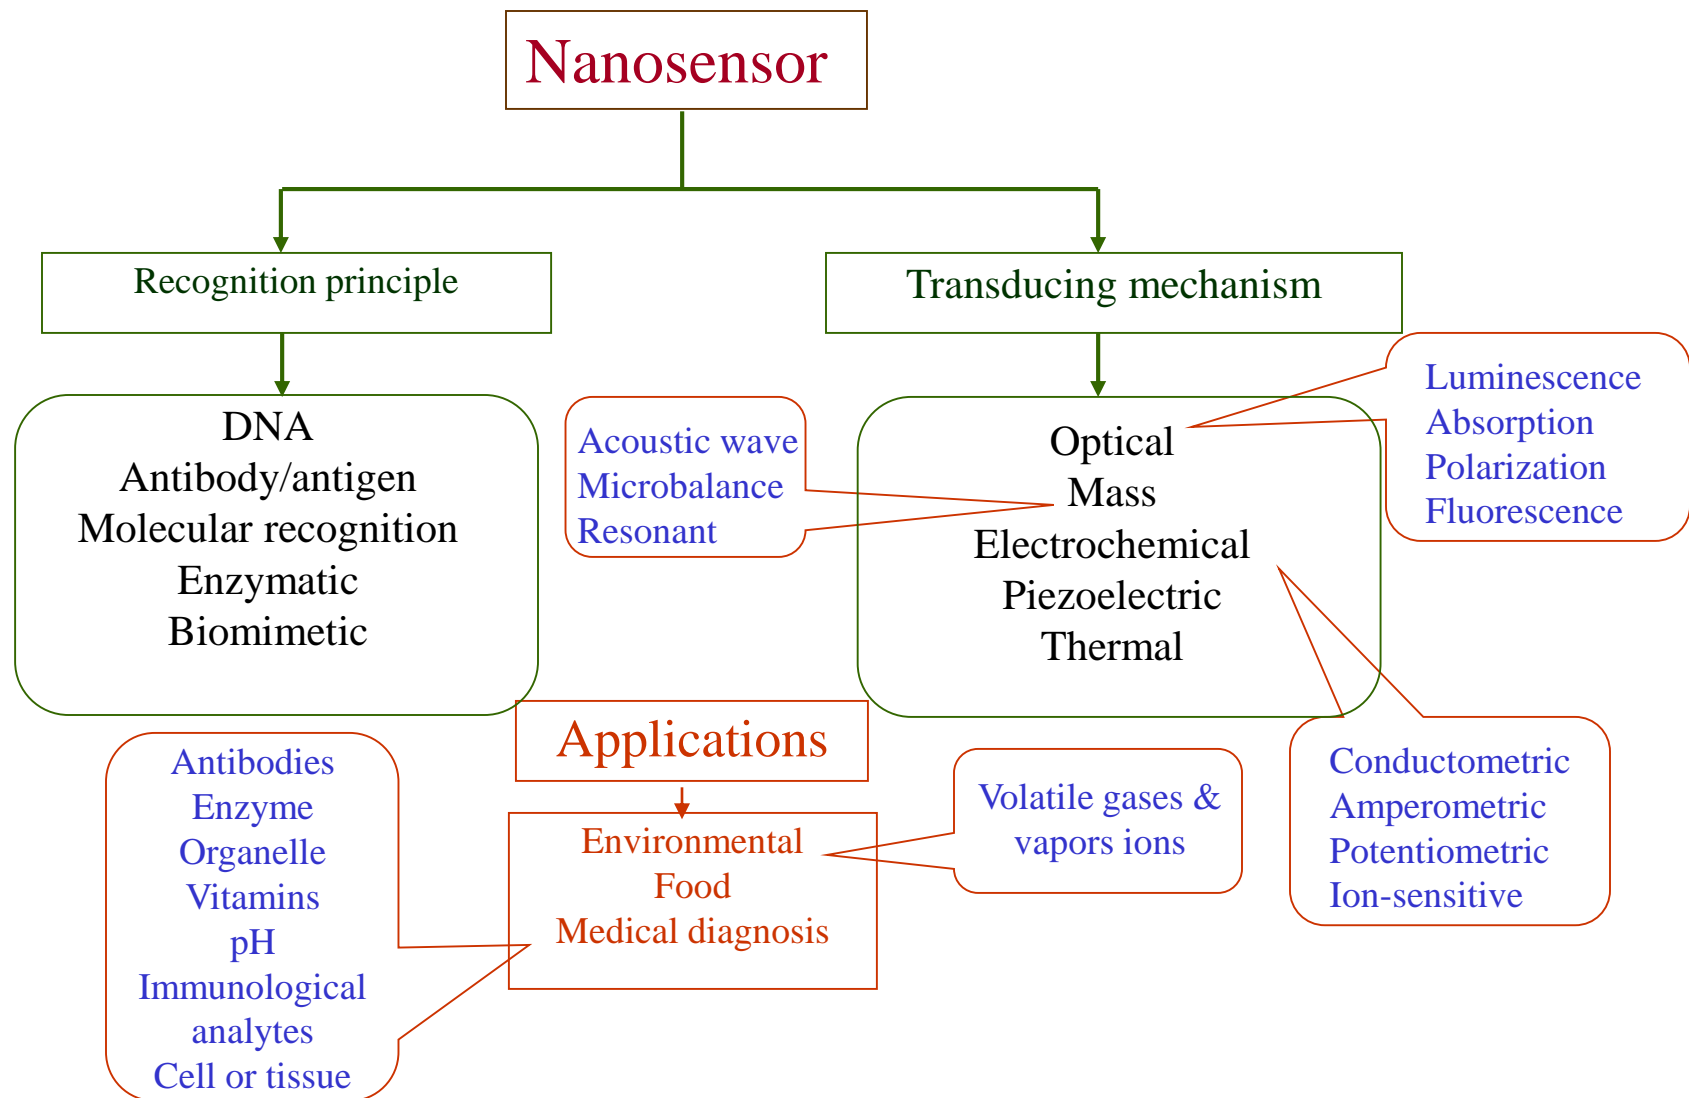 Nanosensor
Recognition principle
Transducing mechanism
DNA
Antibody/antigen
Molecular recognition
Enzymatic
Biomimetic
Acoustic wave
Microbalance
Resonant
Optical
Mass
Electrochemical
Piezoelectric
Thermal
Luminescence
Absorption
Polarization
Fluorescence
Applications
Antibodies
Enzyme
Organelle
Vitamins
pH
Immunological
analytes
Cell or tissue
Environmental
Food
Medical diagnosis
Volatile gases &
vapors ions
Conductometric
Amperometric
Potentiometric
Ion-sensitive